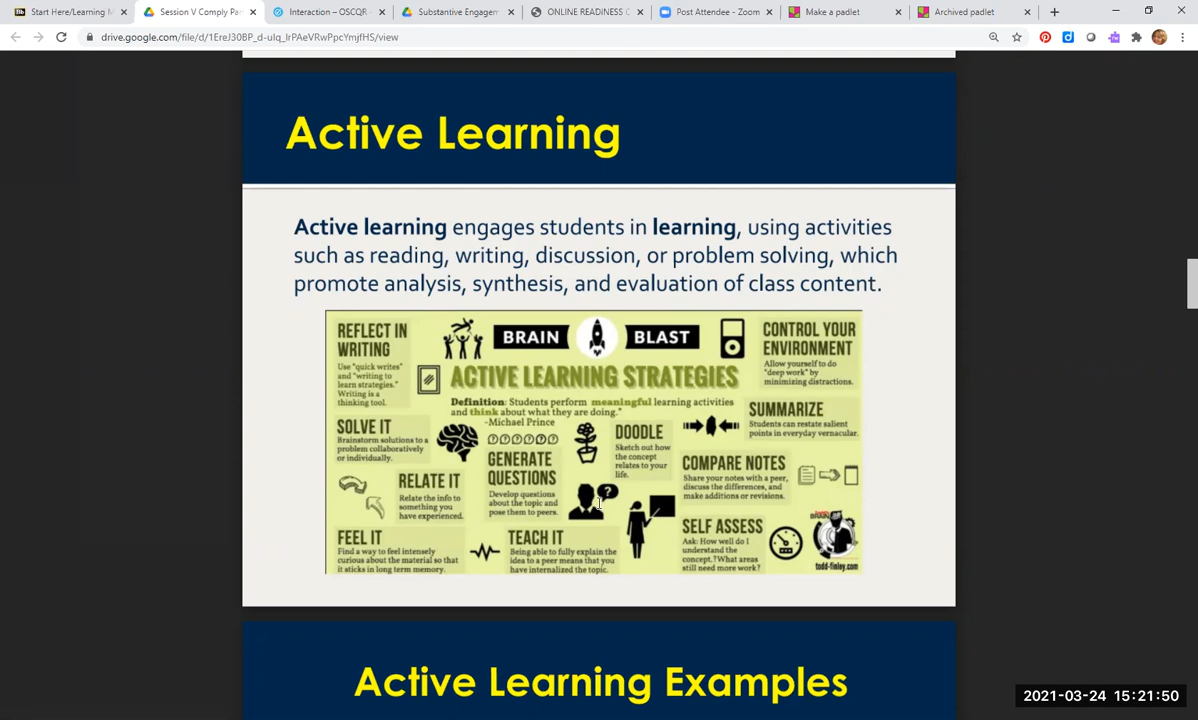 Start Here/Learning M
Session V Comply Pa
Interaction – OSCQR -
Substantive Engagem
ONLINE READINESS C
Post Attendee - Zoom
Make a padlet
Archived padlet
Active Learning
Active learning engages students in learning, using activities
such as reading, writing, discussion, or problem solving, which
promote analysis, synthesis, and evaluation of class content.
BRAIN BLAST
ACTIVE LEARNING STRATEGIES
Definition: Students perform meaningful learning activities
and think about what they are doing."
-Michael Prince
REFLECT IN
WRITING
Use "quick writes"
and "writing to
learn strategies."
Writing is a
thinking tool.
CONTROL YOUR
ENVIRONMENT
Allow yourself to do
"deep work" by
minimizing distractions.
SOLVE IT
Brainstorm solutions to a
problem collaboratively
or individually.
GENERATE
QUESTIONS
Develop questions
about the topic and
pose them to peers.
DOODLE
Sketch out how
the concept
relates to your
life.
SUMMARIZE
Students can restate salient
points in everyday vernacular.
RELATE IT
Relate the info to
something you
have experienced.
COMPARE NOTES
Share your notes with a peer,
discuss the differences, and
make additions or revisions.
FEEL IT
Find a way to feel intensely
curious about the material so that
it sticks in long term memory.
TEACH IT
Being able to fully explain the
idea to a peer means that you
have internalized the topic.
SELF ASSESS
Ask: How well do I
understand the
concept? What areas
still need more work?
todd-finley.com
Active Learning Examples
2021-03-24 15:21:50